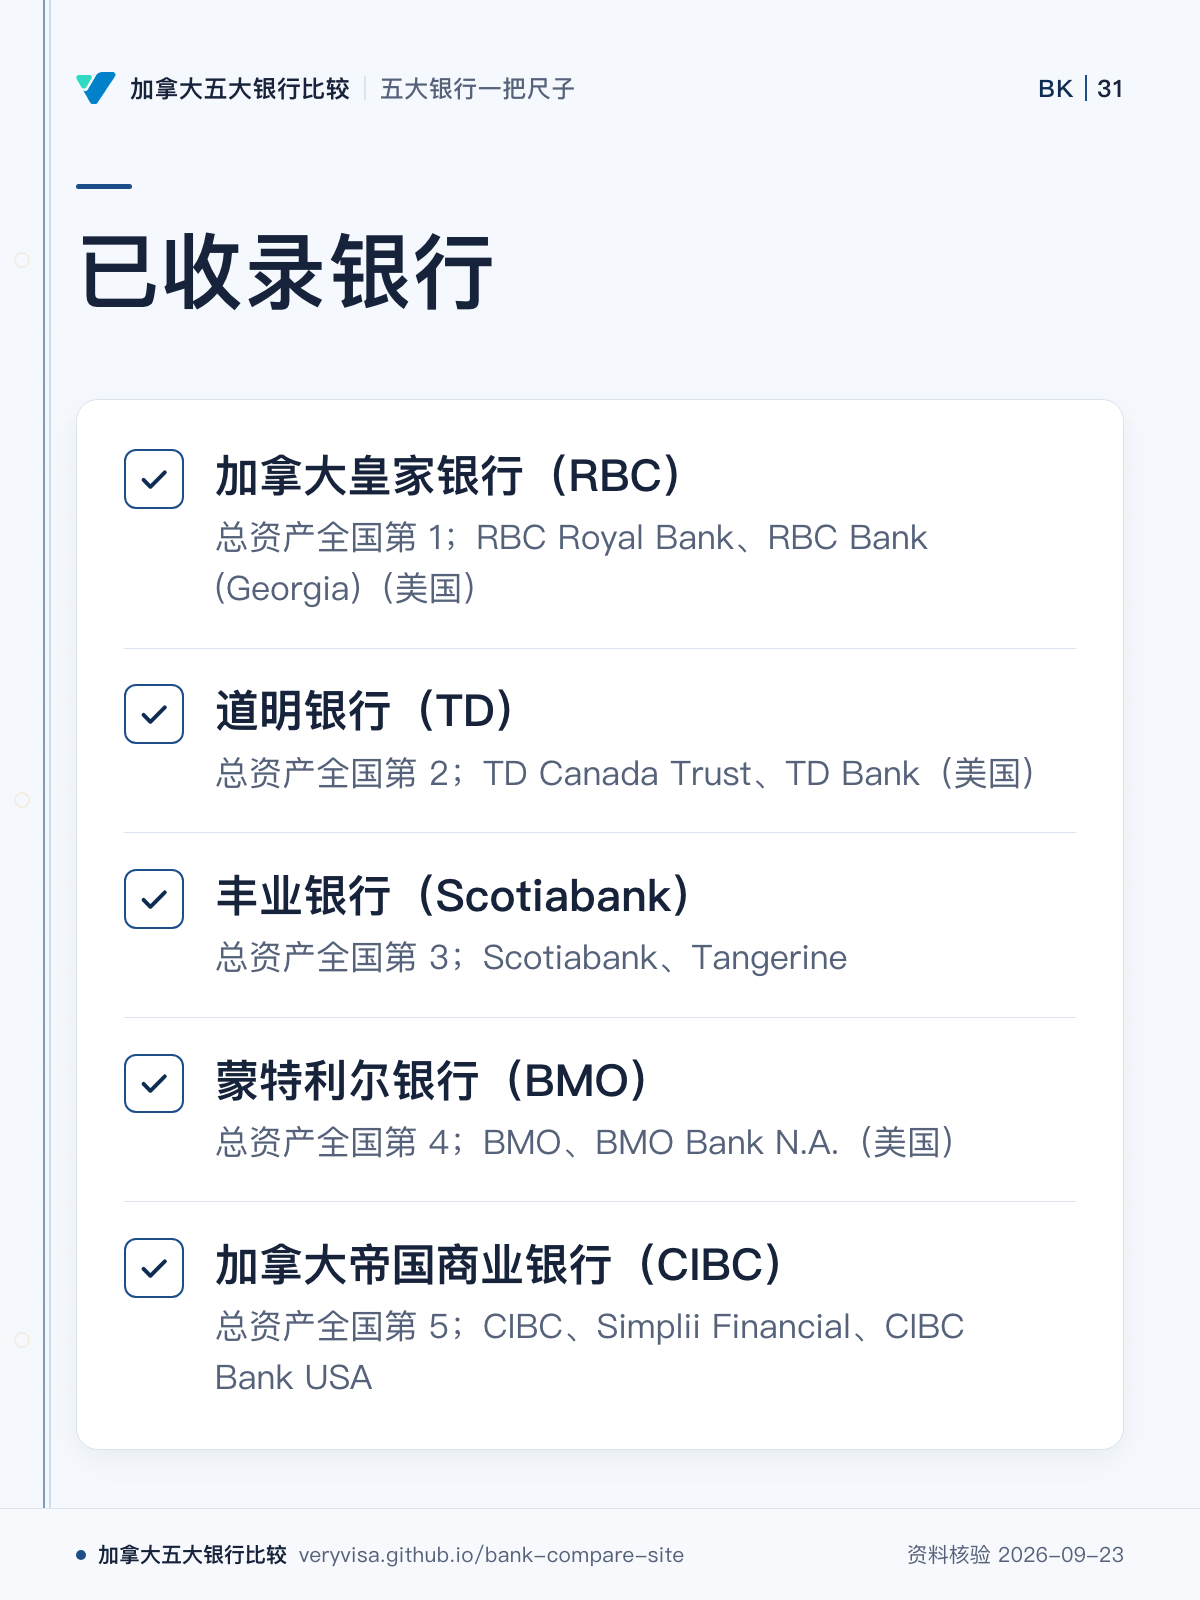 加拿大五大银行比较 | 五大银行一把尺子
BK | 31
已收录银行
加拿大皇家银行（RBC）
总资产全国第 1；RBC Royal Bank、RBC Bank
(Georgia)（美国）
道明银行（TD）
总资产全国第 2；TD Canada Trust、TD Bank（美国）
丰业银行（Scotiabank）
总资产全国第 3；Scotiabank、Tangerine
蒙特利尔银行（BMO）
总资产全国第 4；BMO、BMO Bank N.A.（美国）
加拿大帝国商业银行（CIBC）
总资产全国第 5；CIBC、Simplii Financial、CIBC
Bank USA
加拿大五大银行比较 veryvisa.github.io/bank-compare-site
资料核验 2026-09-23